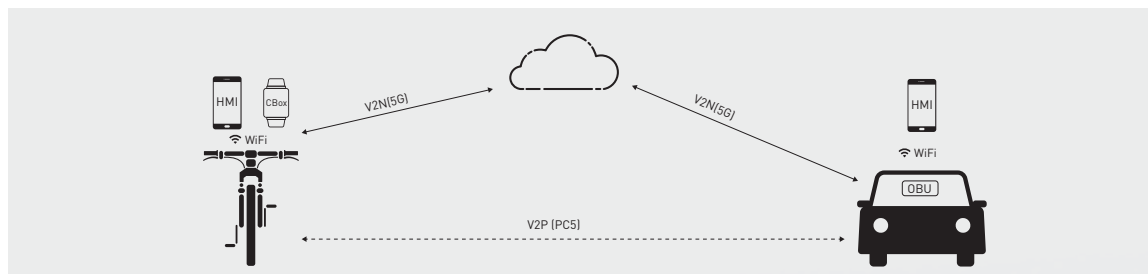 HMI
CBox
WiFi
V2N(5G)
V2N(5G)
HMI
WiFi
OBU
V2P (PC5)